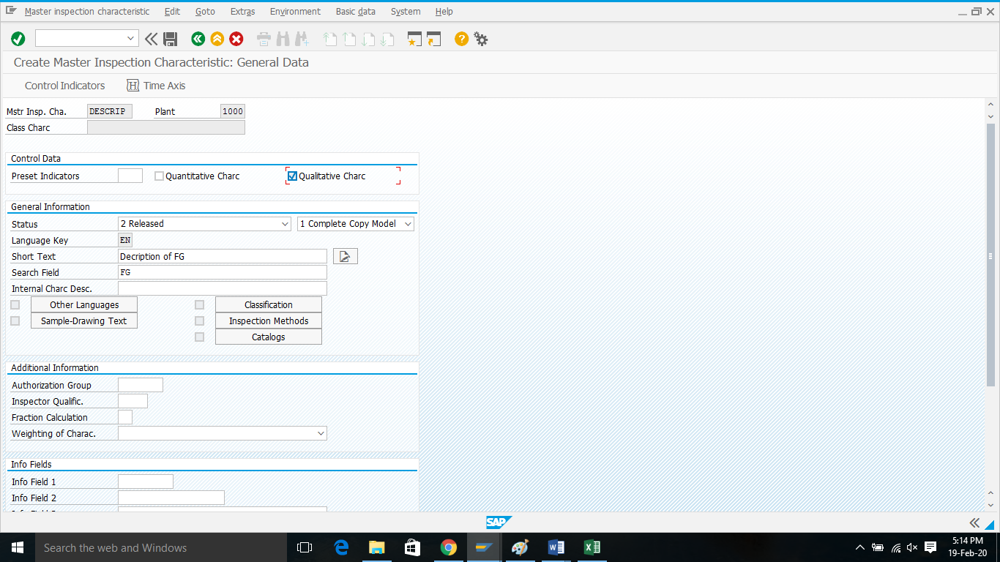 Master inspection characteristic Edit Goto Extras Environment Basic data System Help
Create Master Inspection Characteristic: General Data
Control Indicators Time Axis
Mstr Insp. Cha. DESCRIP Plant 1000
Class Charc
Control Data
Preset Indicators Quantitative Charc Qualitative Charc
General Information
Status 2 Released 1 Complete Copy Model
Language Key EN
Short Text Decription of FG
Search Field FG
Internal Charc Desc.
Other Languages Classification
Sample-Drawing Text Inspection Methods
Catalogs
Additional Information
Authorization Group
Inspector Qualific.
Fraction Calculation
Weighting of Charac.
Info Fields
Info Field 1
Info Field 2
SAP
Search the web and Windows
5:14 PM
19-Feb-20